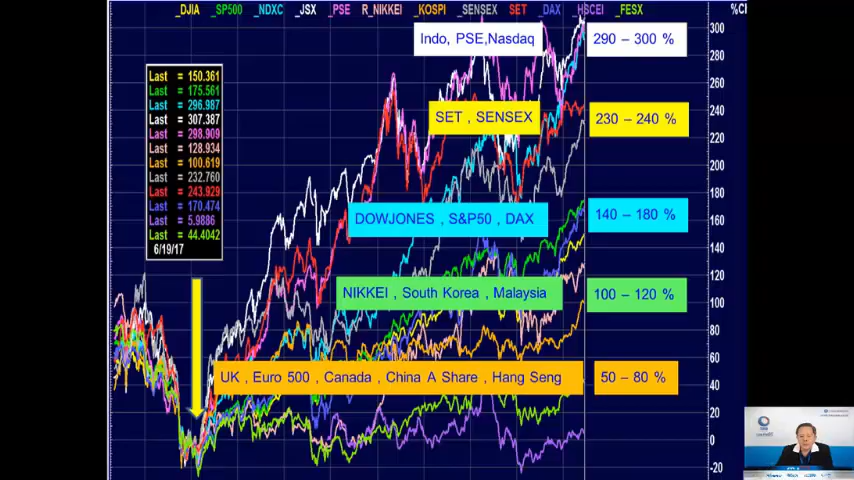 _DJIA _SP500 _NDXC _JSX _PSE R_NIKKEI _KOSPI _SENSEX SET _DAX _HSCEI _FESX %C
Indo, PSE,Nasdaq 290 – 300 %
SET , SENSEX 230 – 240 %
DOWJONES , S&P50 , DAX 140 – 180 %
NIKKEI , South Korea , Malaysia 100 – 120 %
UK , Euro 500 , Canada , China A Share , Hang Seng 50 – 80 %
Last = 150.361
Last = 175.561
Last = 296.987
Last = 307.387
Last = 298.909
Last = 128.934
Last = 100.619
Last = 232.760
Last = 243.929
Last = 170.474
Last = 5.9886
Last = 44.4042
6/19/17
300
280
260
240
220
200
180
160
140
120
100
80
60
40
20
0
-20